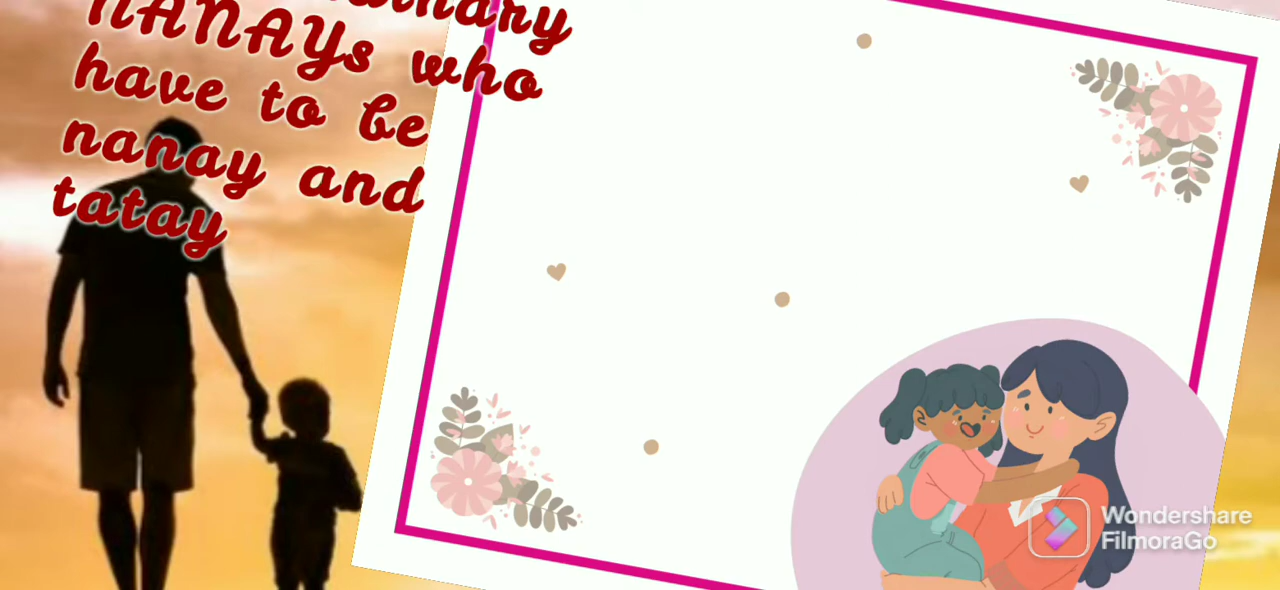 NANAYs who
have to be
nanay and
tatay
Wondershare
FilmoraGo